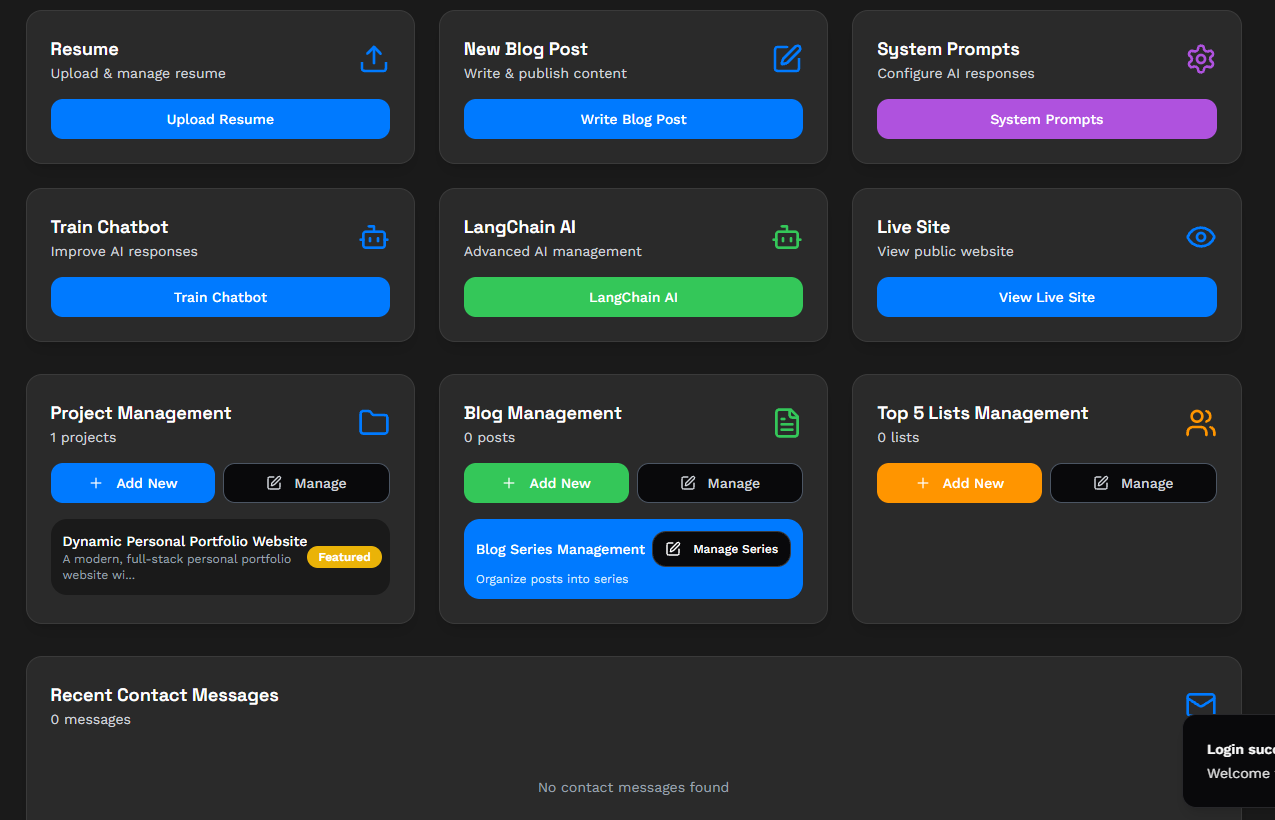 Resume
Upload & manage resume
Upload Resume
New Blog Post
Write & publish content
Write Blog Post
System Prompts
Configure AI responses
System Prompts
Train Chatbot
Improve AI responses
Train Chatbot
LangChain AI
Advanced AI management
LangChain AI
Live Site
View public website
View Live Site
Project Management
1 projects
Add New
Manage
Dynamic Personal Portfolio Website
A modern, full-stack personal portfolio
website wi...
Featured
Blog Management
0 posts
Add New
Manage
Blog Series Management
Manage Series
Organize posts into series
Top 5 Lists Management
0 lists
Add New
Manage
Recent Contact Messages
0 messages
No contact messages found
Login
Welcome